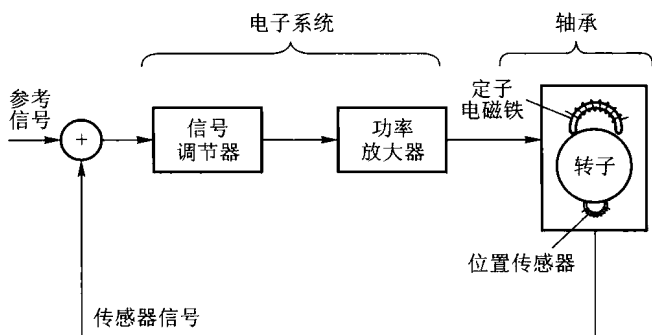 电子系统
轴承
参考
信号
+
信号
调节器
功率
放大器
定子
电磁铁
转子
位置传感器
传感器信号